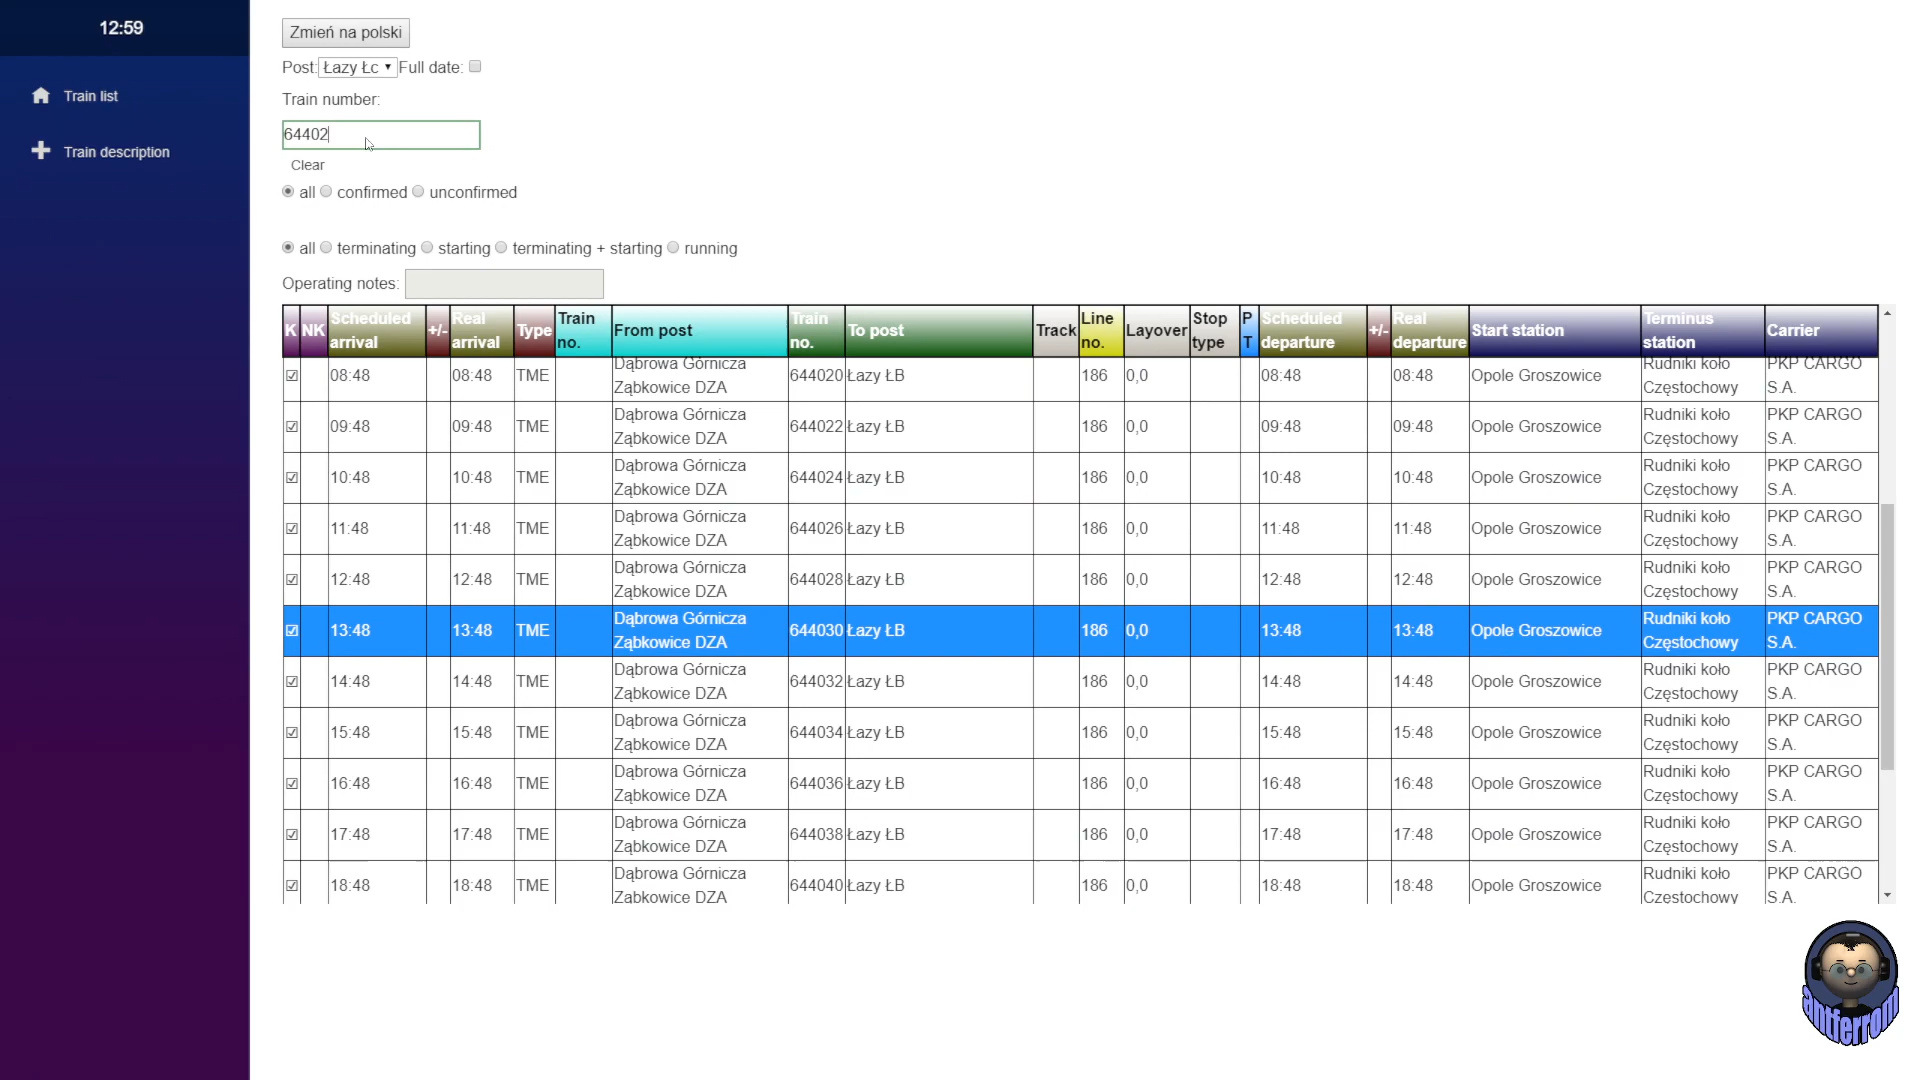 12:59
Train list
Train description
Zmień na polski
Post: Łazy Łc Full date:
Train number:
64402
Clear
all confirmed unconfirmed
all terminating starting terminating + starting running
Operating notes:
K NK Scheduled arrival +/- Real arrival Type Train no. From post Train no. To post Track Line no. Layover Stop type PT Scheduled departure +/- Real departure Start station Terminus station Carrier
08:48 08:48 TME Dąbrowa Górnicza Ząbkowice DZA 644020 Łazy ŁB 186 0,0 08:48 08:48 Opole Groszowice Rudniki koło Częstochowy PKP CARGO S.A.
09:48 09:48 TME Dąbrowa Górnicza Ząbkowice DZA 644022 Łazy ŁB 186 0,0 09:48 09:48 Opole Groszowice Rudniki koło Częstochowy PKP CARGO S.A.
10:48 10:48 TME Dąbrowa Górnicza Ząbkowice DZA 644024 Łazy ŁB 186 0,0 10:48 10:48 Opole Groszowice Rudniki koło Częstochowy PKP CARGO S.A.
11:48 11:48 TME Dąbrowa Górnicza Ząbkowice DZA 644026 Łazy ŁB 186 0,0 11:48 11:48 Opole Groszowice Rudniki koło Częstochowy PKP CARGO S.A.
12:48 12:48 TME Dąbrowa Górnicza Ząbkowice DZA 644028 Łazy ŁB 186 0,0 12:48 12:48 Opole Groszowice Rudniki koło Częstochowy PKP CARGO S.A.
13:48 13:48 TME Dąbrowa Górnicza Ząbkowice DZA 644030 Łazy ŁB 186 0,0 13:48 13:48 Opole Groszowice Rudniki koło Częstochowy PKP CARGO S.A.
14:48 14:48 TME Dąbrowa Górnicza Ząbkowice DZA 644032 Łazy ŁB 186 0,0 14:48 14:48 Opole Groszowice Rudniki koło Częstochowy PKP CARGO S.A.
15:48 15:48 TME Dąbrowa Górnicza Ząbkowice DZA 644034 Łazy ŁB 186 0,0 15:48 15:48 Opole Groszowice Rudniki koło Częstochowy PKP CARGO S.A.
16:48 16:48 TME Dąbrowa Górnicza Ząbkowice DZA 644036 Łazy ŁB 186 0,0 16:48 16:48 Opole Groszowice Rudniki koło Częstochowy PKP CARGO S.A.
17:48 17:48 TME Dąbrowa Górnicza Ząbkowice DZA 644038 Łazy ŁB 186 0,0 17:48 17:48 Opole Groszowice Rudniki koło Częstochowy PKP CARGO S.A.
18:48 18:48 TME Dąbrowa Górnicza Ząbkowice DZA 644040 Łazy ŁB 186 0,0 18:48 18:48 Opole Groszowice Rudniki koło Częstochowy PKP CARGO S.A.
antferrom